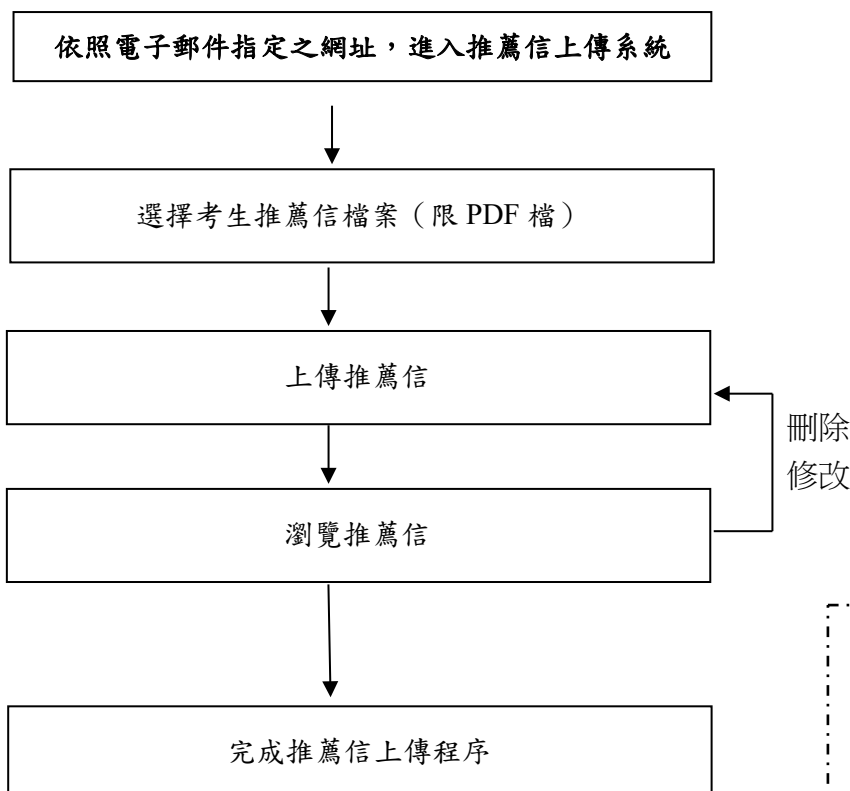 依照電子郵件指定之網址，進入推薦信上傳系統
選擇考生推薦信檔案（限 PDF 檔）
上傳推薦信
刪除
修改
瀏覽推薦信
完成推薦信上傳程序